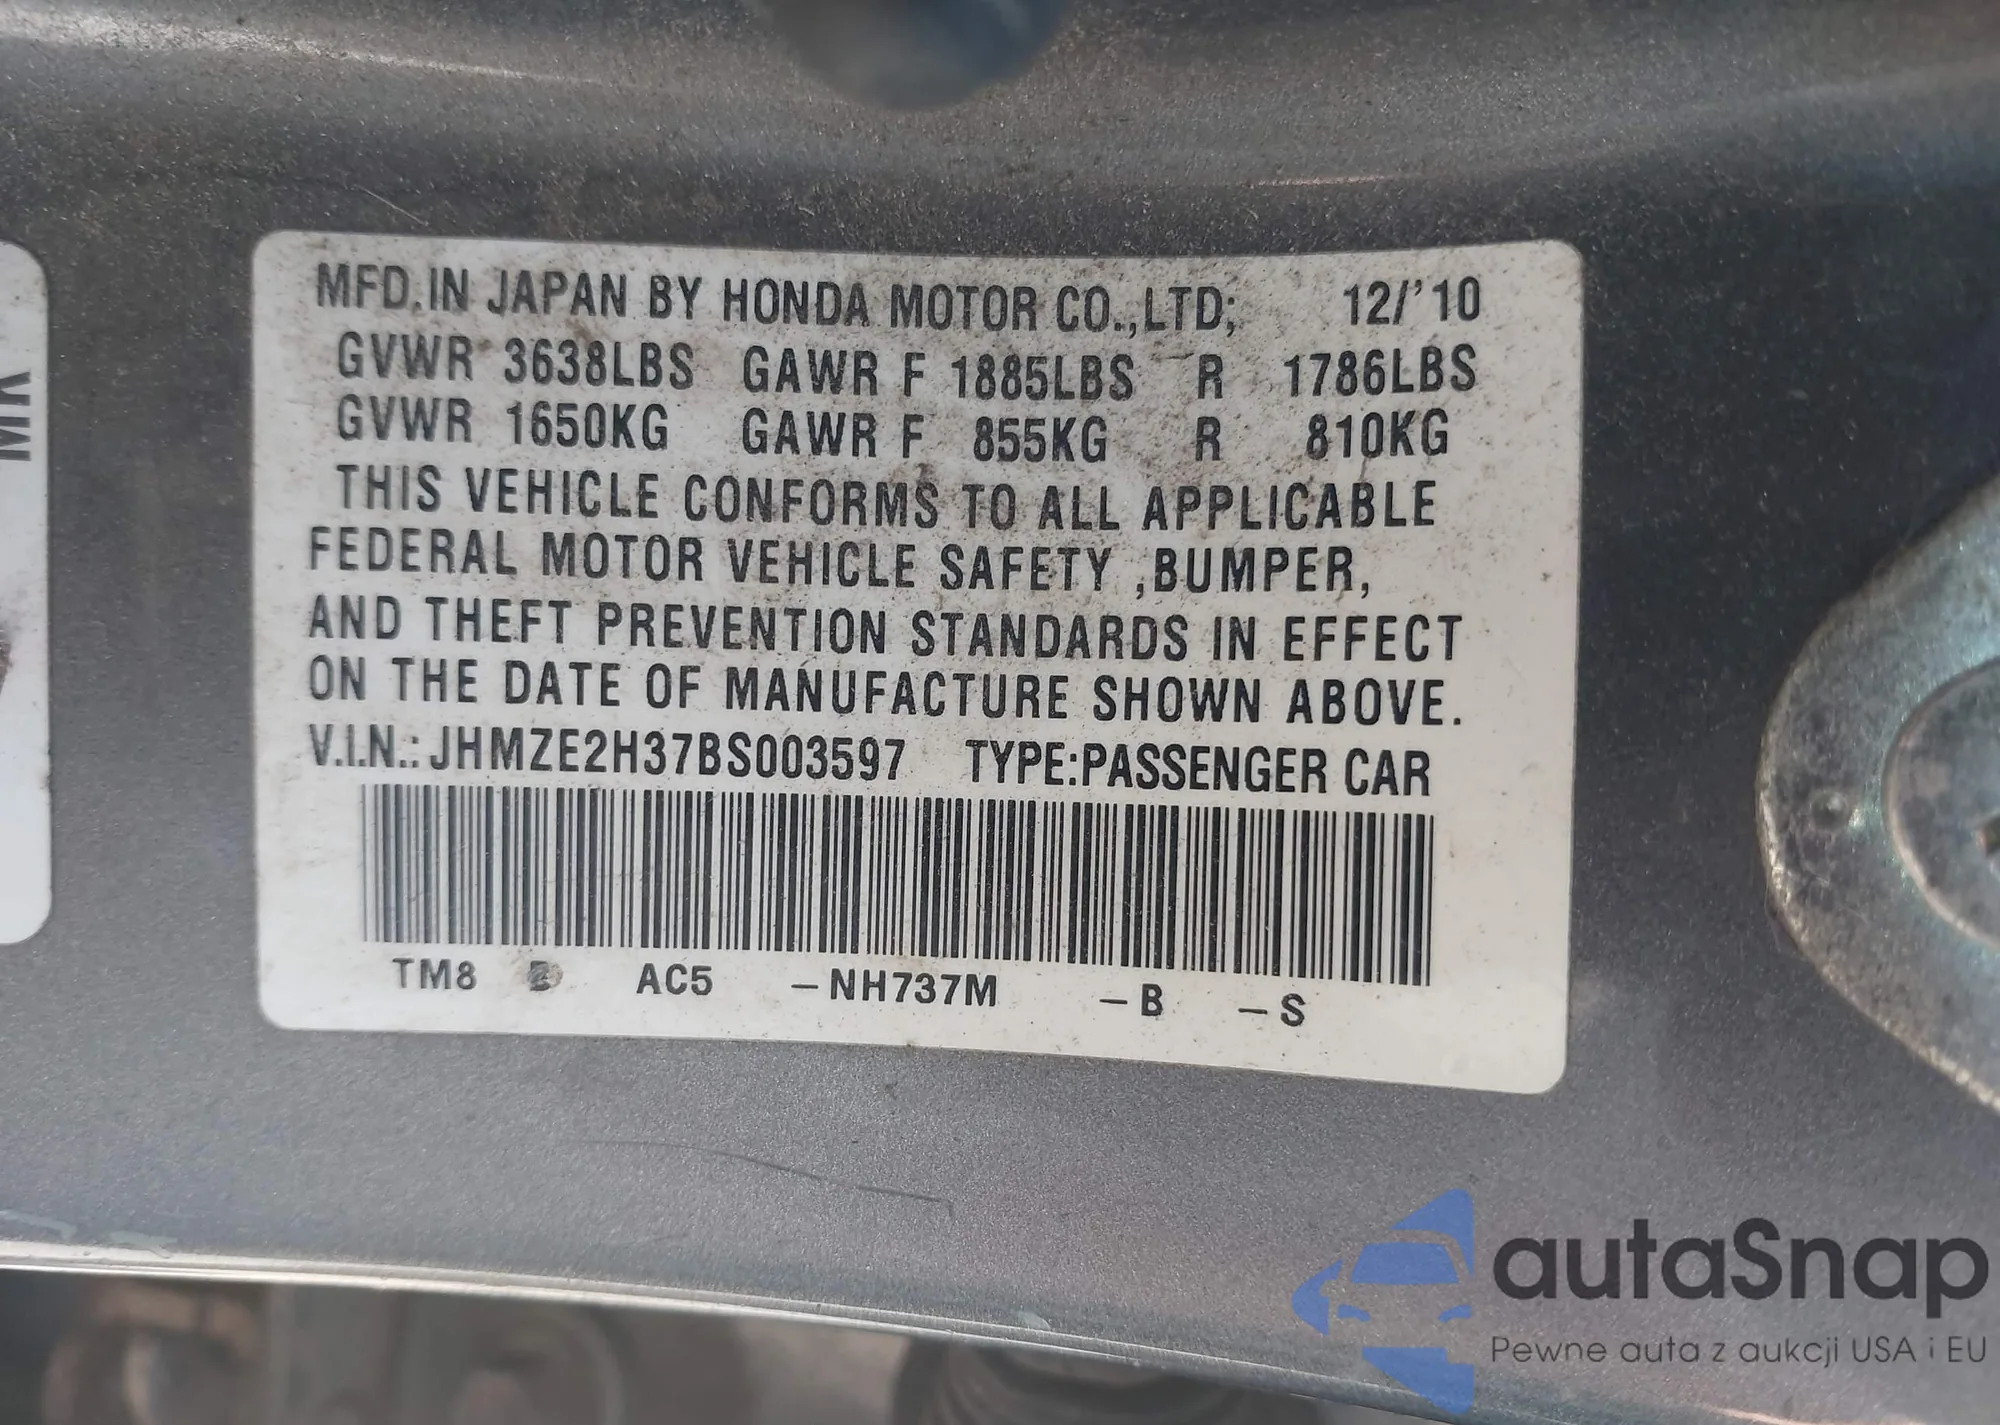 MFD.IN JAPAN BY HONDA MOTOR CO.,LTD; 12/'10
GVWR 3638LBS GAWR F 1885LBS R 1786LBS
GVWR 1650KG GAWR F 855KG R 810KG
THIS VEHICLE CONFORMS TO ALL APPLICABLE
FEDERAL MOTOR VEHICLE SAFETY ,BUMPER,
AND THEFT PREVENTION STANDARDS IN EFFECT
ON THE DATE OF MANUFACTURE SHOWN ABOVE.
V.I.N.: JHMZE2H37BS003597 TYPE:PASSENGER CAR
TM8 AC5 –NH737M –B –S
autaSnap
Pewne auta z aukcji USA i EU